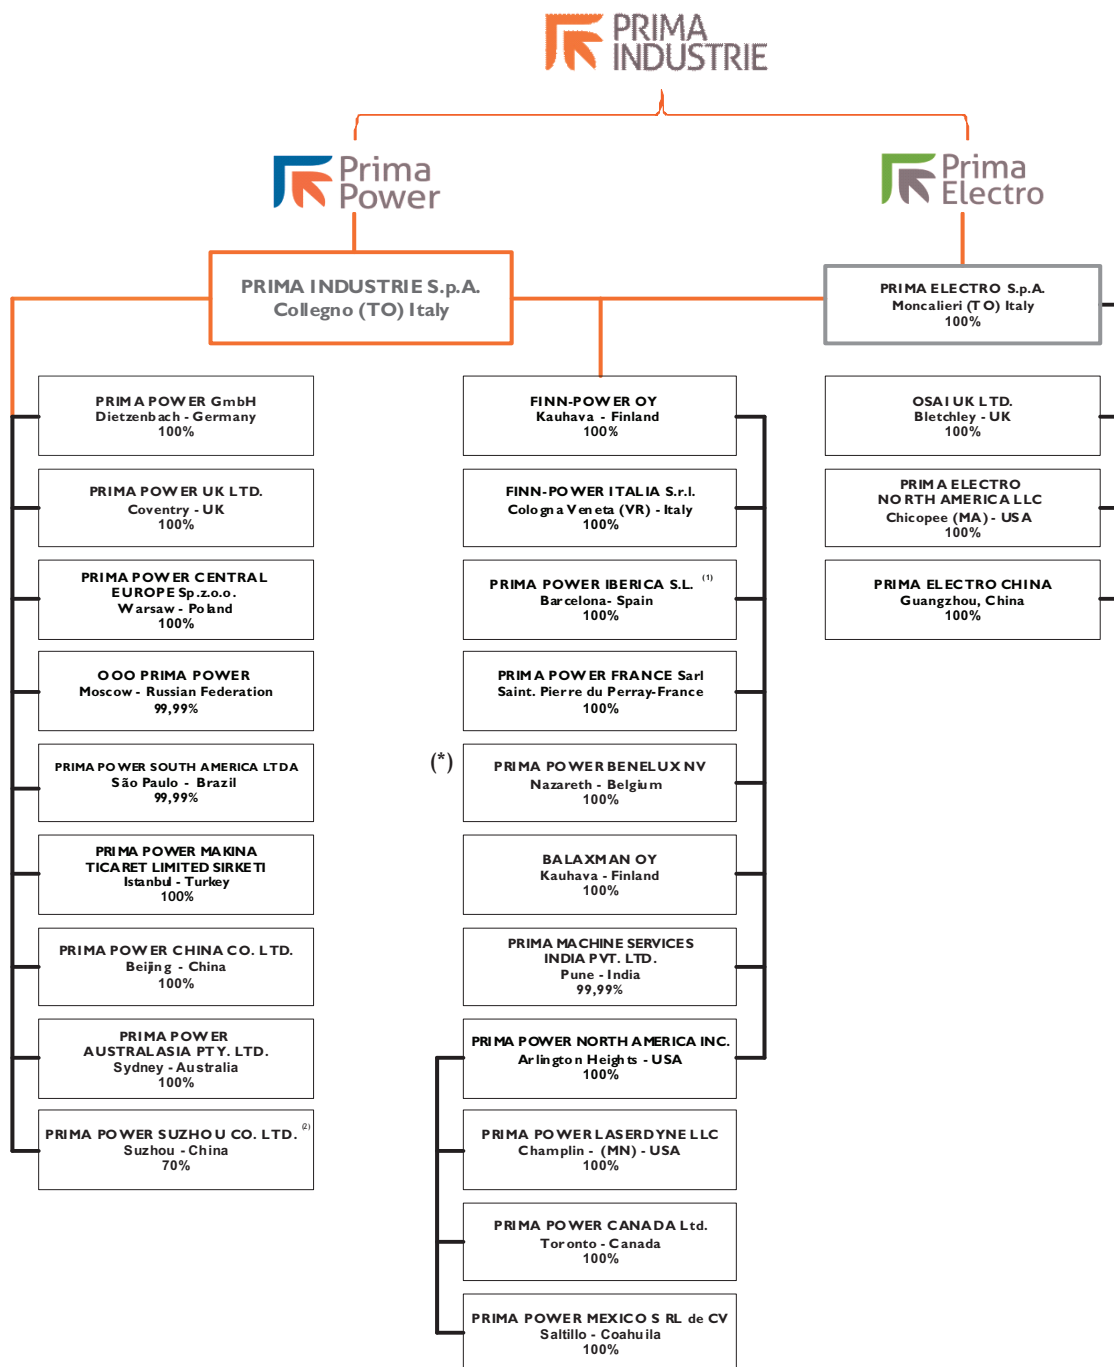 PRIMA
INDUSTRIE
Prima
Power
Prima
Electro
PRIMA INDUSTRIE S.p.A.
Collegno (TO) Italy
PRIMA ELECTRO S.p.A.
Moncalieri (TO) Italy
100%
PRIMA POWER GmbH
Dietzenbach - Germany
100%
PRIMA POWER UK LTD.
Coventry - UK
100%
PRIMA POWER CENTRAL
EUROPE Sp.z.o.o.
Warsaw - Poland
100%
OOO PRIMA POWER
Moscow - Russian Federation
99,99%
PRIMA POWER SOUTH AMERICA LTDA
São Paulo - Brazil
99,99%
PRIMA POWER MAKINA
TICARET LIMITED SIRKETI
Istanbul - Turkey
100%
PRIMA POWER CHINA CO. LTD.
Beijing - China
100%
PRIMA POWER
AUSTRALASIA PTY. LTD.
Sydney - Australia
100%
PRIMA POWER SUZHOU CO. LTD. (2)
Suzhou - China
70%
FINN-POWER OY
Kauhava - Finland
100%
FINN-POWER ITALIA S.r.l.
Cologna Veneta (VR) - Italy
100%
PRIMA POWER IBERICA S.L. (1)
Barcelona- Spain
100%
PRIMA POWER FRANCE Sarl
Saint. Pierre du Perray-France
100%
(*)
PRIMA POWER BENELUX NV
Nazareth - Belgium
100%
BALAXMAN OY
Kauhava - Finland
100%
PRIMA MACHINE SERVICES
INDIA PVT. LTD.
Pune - India
99,99%
PRIMA POWER NORTH AMERICA INC.
Arlington Heights - USA
100%
PRIMA POWER LASERDYNE LLC
Champlin - (MN) - USA
100%
PRIMA POWER CANADA Ltd.
Toronto - Canada
100%
PRIMA POWER MEXICO S RL de CV
Saltillo - Coahuila
100%
OSAI UK LTD.
Bletchley - UK
100%
PRIMA ELECTRO
NORTH AMERICA LLC
Chicopee (MA) - USA
100%
PRIMA ELECTRO CHINA
Guangzhou, China
100%